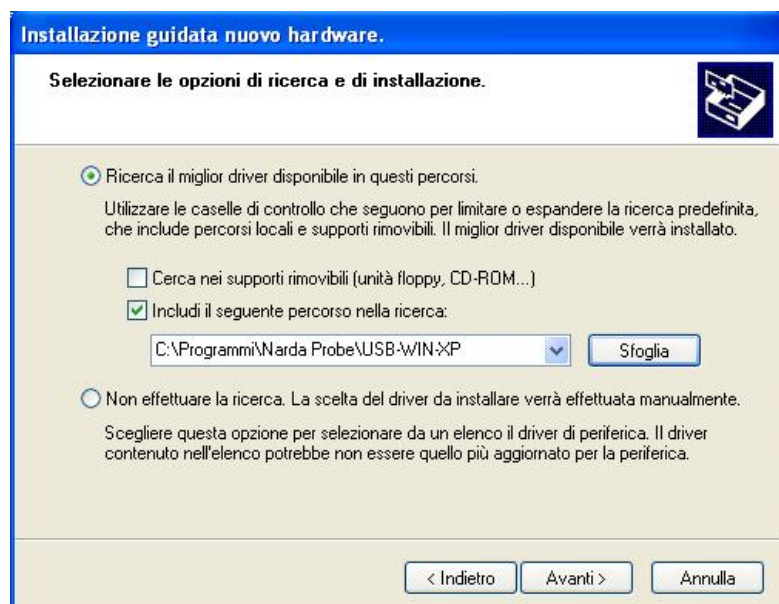 Installazione guidata nuovo hardware.
Selezionare le opzioni di ricerca e di installazione.
Ricerca il miglior driver disponibile in questi percorsi.
Utilizzare le caselle di controllo che seguono per limitare o espandere la ricerca predefinita,
che include percorsi locali e supporti rimovibili. Il miglior driver disponibile verrà installato.
Cerca nei supporti rimovibili (unità floppy, CD-ROM...)
Includi il seguente percorso nella ricerca:
C:\Programmi\Narda Probe\USB-WIN-XP
Sfoglia
Non effettuare la ricerca. La scelta del driver da installare verrà effettuata manualmente.
Scegliere questa opzione per selezionare da un elenco il driver di periferica. Il driver
contenuto nell'elenco potrebbe non essere quello più aggiornato per la periferica.
< Indietro
Avanti >
Annulla